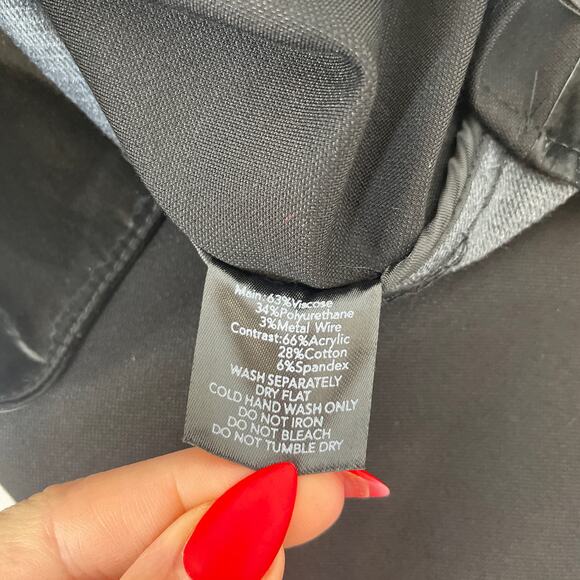 Main:63%Viscose
34%Polyurethane
3%Metal Wire
Contrast:66%Acrylic
28%Cotton
6%Spandex
WASH SEPARATELY
DRY FLAT
COLD HAND WASH ONLY
DO NOT IRON
DO NOT BLEACH
DO NOT TUMBLE DRY